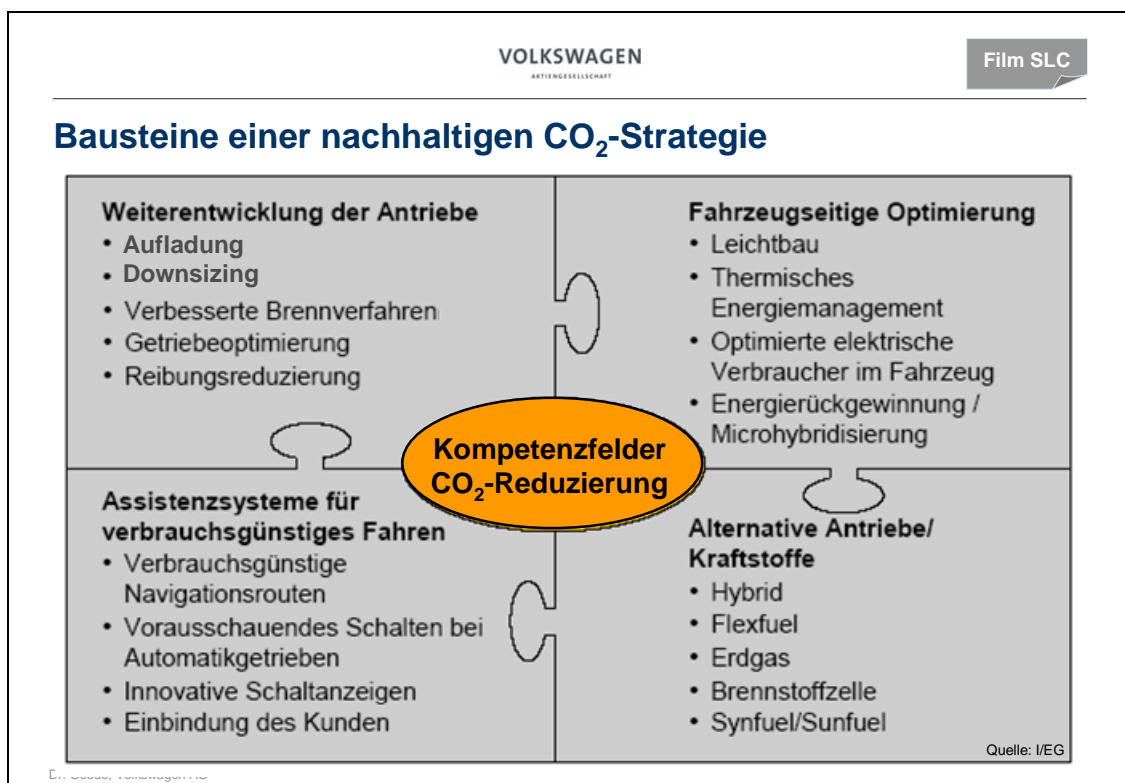 VOLKSWAGEN
AKTIENGESELLSCHAFT
Film SLC
Bausteine einer nachhaltigen CO₂-Strategie
Weiterentwicklung der Antriebe
• Aufladung
• Downsizing
• Verbesserte Brennverfahren
• Getriebeoptimierung
• Reibungsreduzierung
Fahrzeugseitige Optimierung
• Leichtbau
• Thermisches
Energiemanagement
• Optimierte elektrische
Verbraucher im Fahrzeug
• Energierückgewinnung /
Microhybridisierung
Kompetenzfelder
CO₂-Reduzierung
Assistenzsysteme für
verbrauchsgünstiges Fahren
• Verbrauchsgünstige
Navigationsrouten
• Vorausschauendes Schalten bei
Automatikgetrieben
• Innovative Schaltanzeigen
• Einbindung des Kunden
Alternative Antriebe/
Kraftstoffe
• Hybrid
• Flexfuel
• Erdgas
• Brennstoffzelle
• Synfuel/Sunfuel
Quelle: I/EG
Volkswagen AG